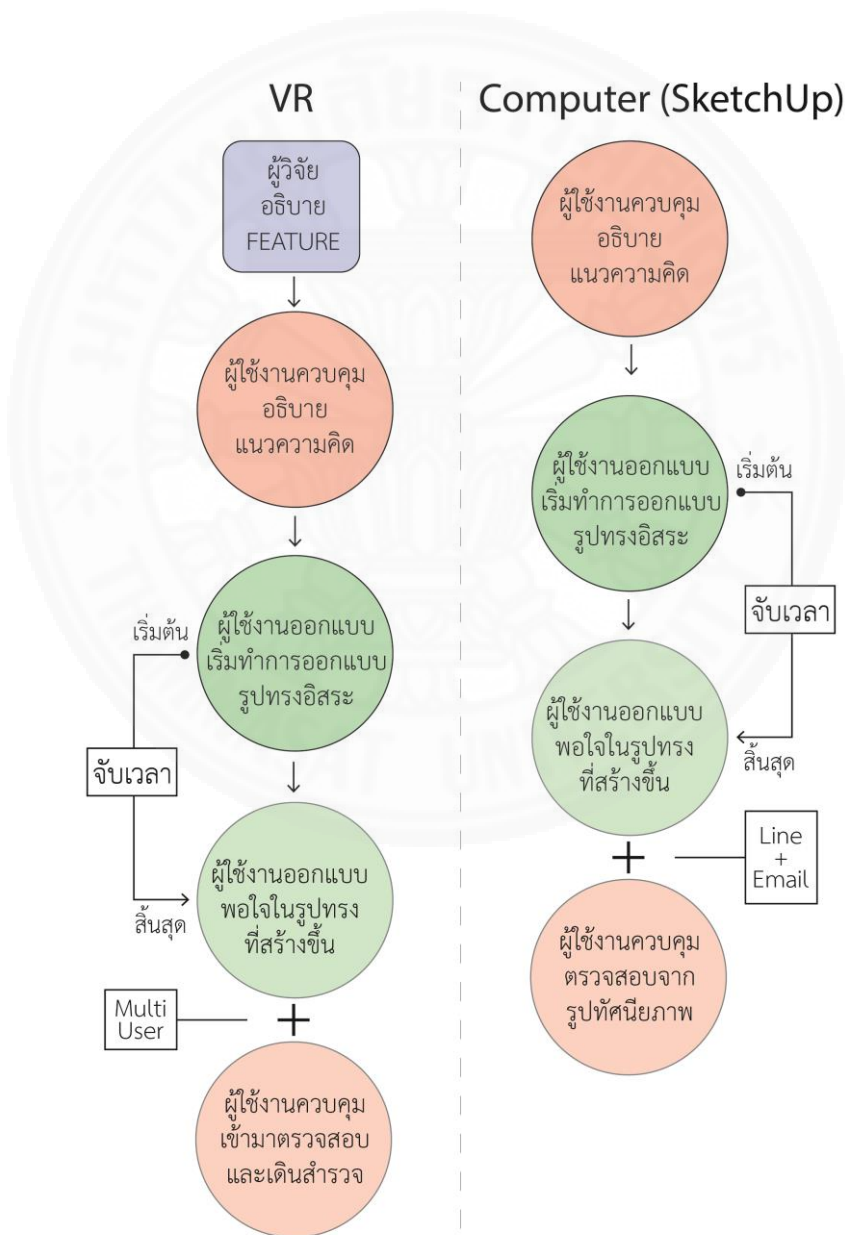 VR
ผู้วิจัย
อธิบาย
FEATURE
ผู้ใช้งานควบคุม
อธิบาย
แนวความคิด
ผู้ใช้งานออกแบบ
เริ่มทำการออกแบบ
รูปทรงอิสระ
เริ่มต้น
จับเวลา
สิ้นสุด
ผู้ใช้งานออกแบบ
พอใจในรูปทรง
ที่สร้างขึ้น
Multi
User
+
ผู้ใช้งานควบคุม
เข้ามาตรวจสอบ
และเดินสำรวจ
Computer (SketchUp)
ผู้ใช้งานควบคุม
อธิบาย
แนวความคิด
ผู้ใช้งานออกแบบ
เริ่มทำการออกแบบ
รูปทรงอิสระ
เริ่มต้น
จับเวลา
สิ้นสุด
ผู้ใช้งานออกแบบ
พอใจในรูปทรง
ที่สร้างขึ้น
+
Line
+
Email
ผู้ใช้งานควบคุม
ตรวจสอบจาก
รูปทัศนียภาพ